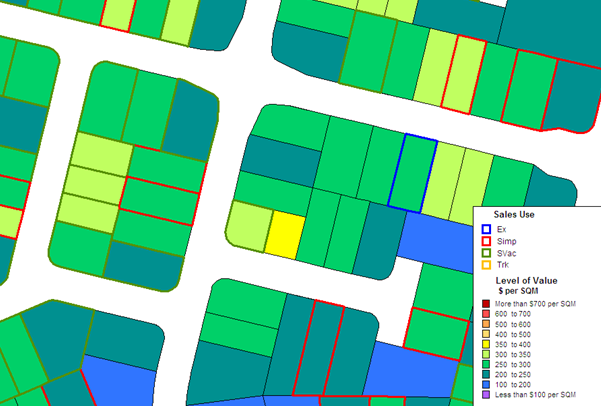 Sales Use
Ex
Simp
SVac
Trk
Level of Value
$ per SQM
More than $700 per SQM
600 to 700
500 to 600
400 to 500
350 to 400
300 to 350
250 to 300
200 to 250
100 to 200
Less than $100 per SQM